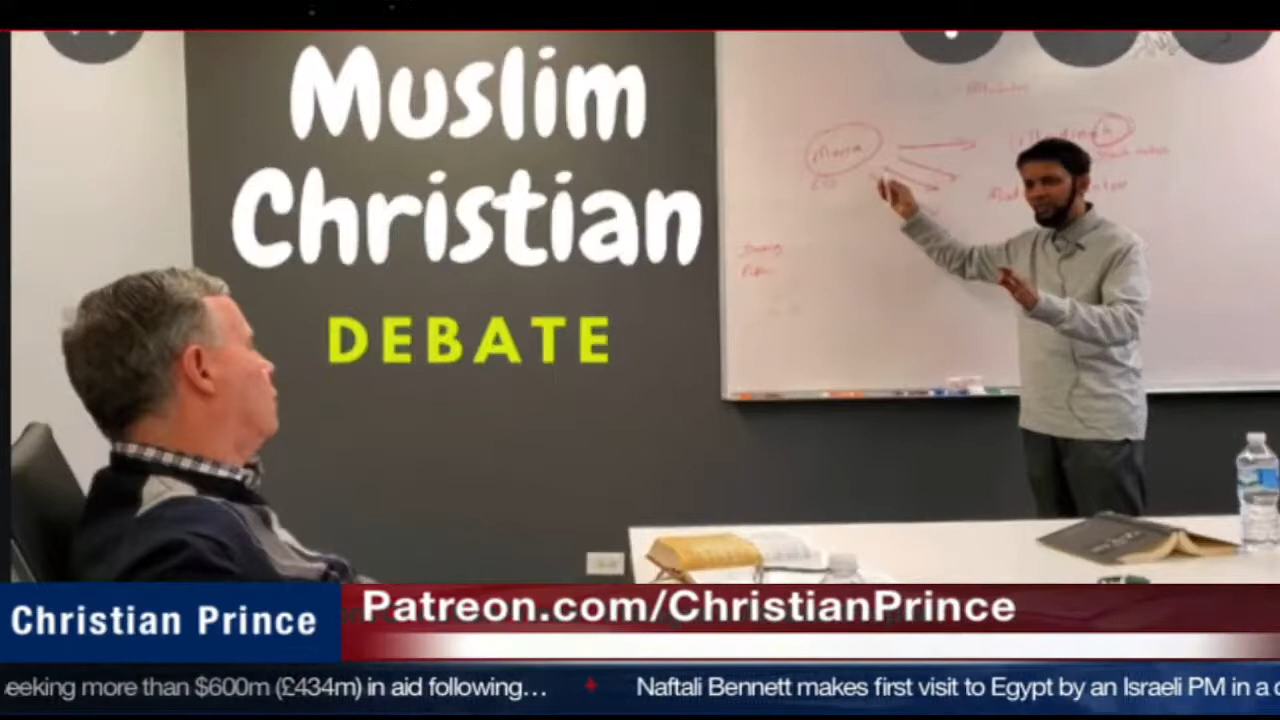 Muslim
Christian
DEBATE
Maria
Christian Prince
Patreon.com/ChristianPrince
eeking more than $600m (£434m) in aid following...
Naftali Bennett makes first visit to Egypt by an Israeli PM in a